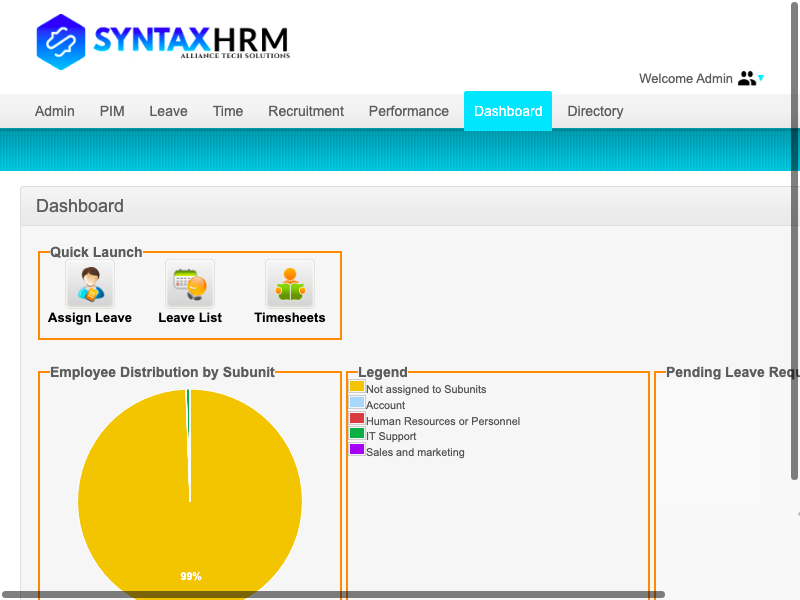 SYNTAXHRM
ALLIANCE TECH SOLUTIONS
Welcome Admin
Admin PIM Leave Time Recruitment Performance Dashboard Directory
Dashboard
Quick Launch
Assign Leave Leave List Timesheets
Employee Distribution by Subunit Legend Pending Leave Requ
Not assigned to Subunits
Account
Human Resources or Personnel
IT Support
Sales and marketing
99%